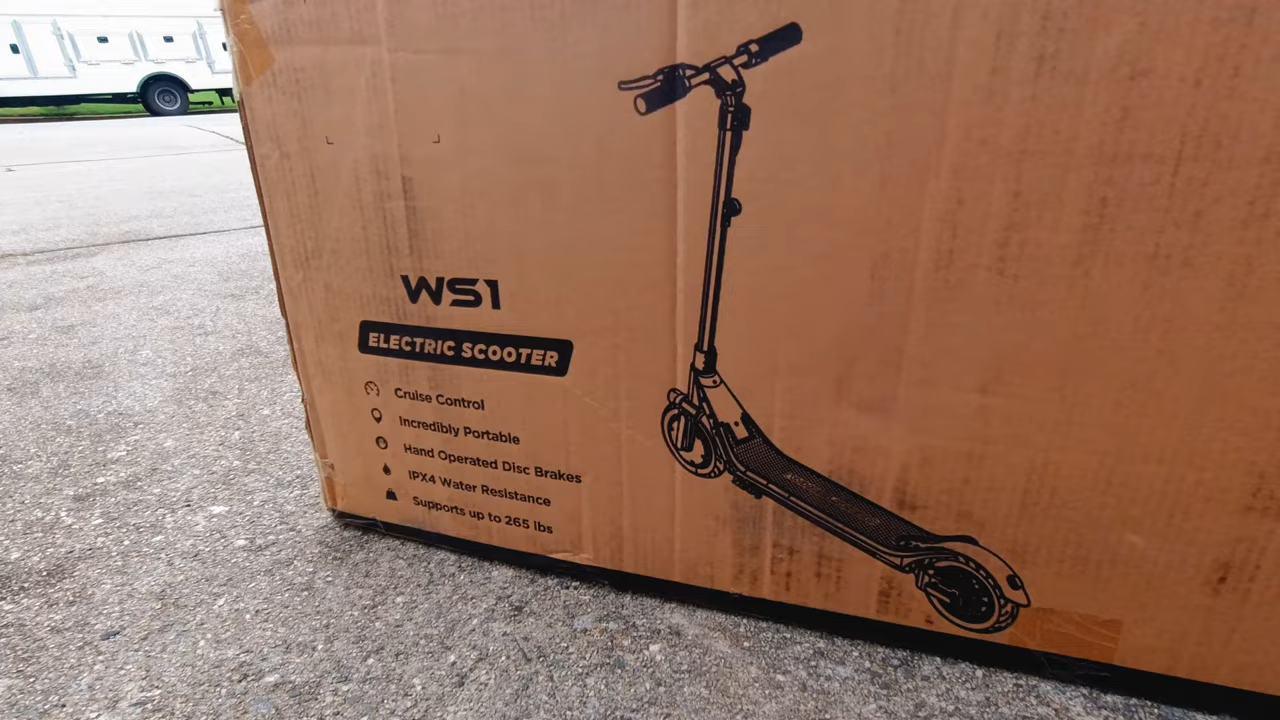 WS1
ELECTRIC SCOOTER
Cruise Control
Incredibly Portable
Hand Operated Disc Brakes
IPX4 Water Resistance
Supports up to 265 lbs